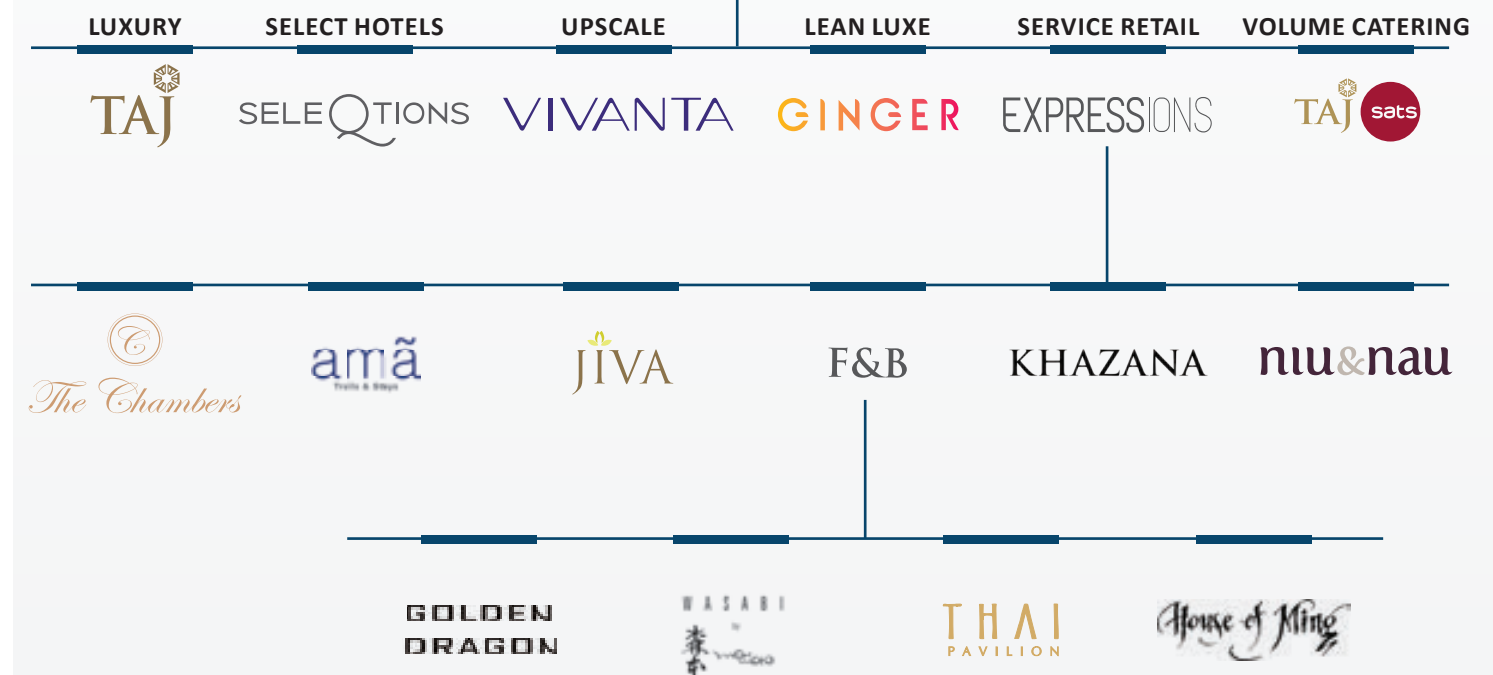 LUXURY
SELECT HOTELS
UPSCALE
LEAN LUXE
SERVICE RETAIL
VOLUME CATERING
TAJ
SELEQTIONS
VIVANTA
GINGER
EXPRESSIONS
TAJ sats
C
The Chambers
amã
Trails & Stays
JIVA
F&B
KHAZANA
niu&nau
GOLDEN
DRAGON
WASABI
by
THAI
PAVILION
House of Ming